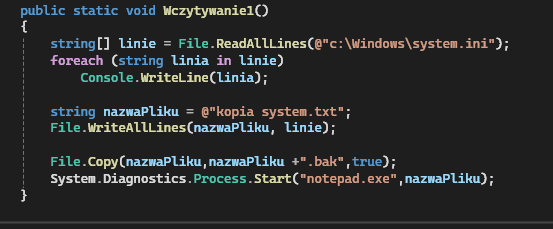 public static void Wczytywanie1()
{
string[] linie = File.ReadAllLines(@"c:\Windows\system.ini");
foreach (string linia in linie)
Console.WriteLine(linia);
string nazwaPliku = @"kopia system.txt";
File.WriteAllLines(nazwaPliku, linie);
File.Copy(nazwaPliku,nazwaPliku +".bak",true);
System.Diagnostics.Process.Start("notepad.exe",nazwaPliku);
}